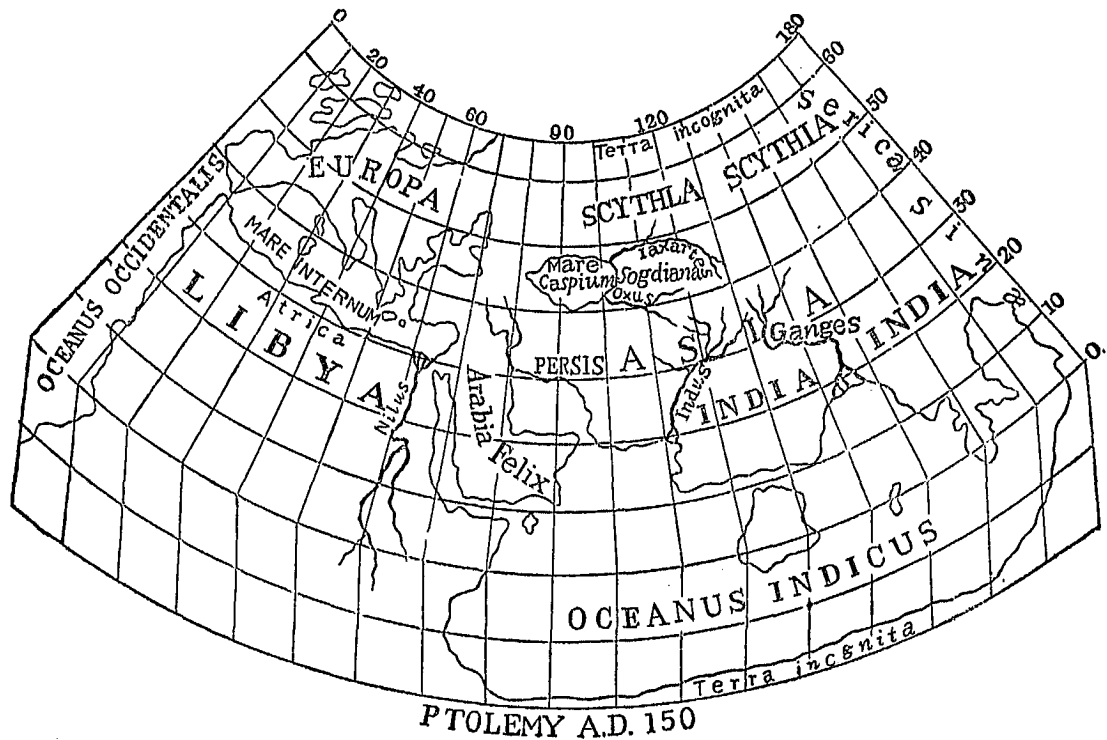 0
20
40
60
90
120
180
60
50
40
30
20
10
0.
Terra incognita
Serica
EUROPA
SCYTHLA
SCYTHIA
Sinae
OCEANUS OCCIDENTALIS
MARE INTERNUM
Mare
Caspium
Iaxartes
Sogdiana
Oxus
LIBYA
Africa
PERSIS
ASIA
Ganges
INDIA
INDIA
Indus
Nilus
Arabia
Felix
OCEANUS INDICUS
Terra incognita
PTOLEMY A.D. 150